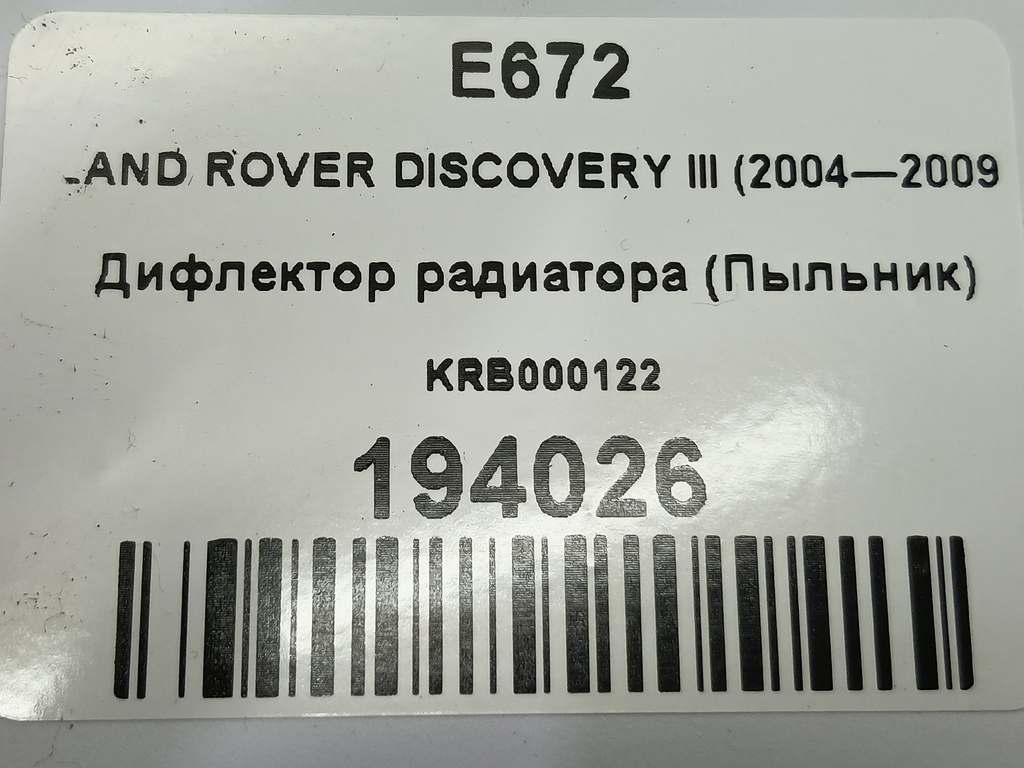 E672
LAND ROVER DISCOVERY III (2004—2009
Дифлектор радиатора (Пыльник)
KRB000122
194026